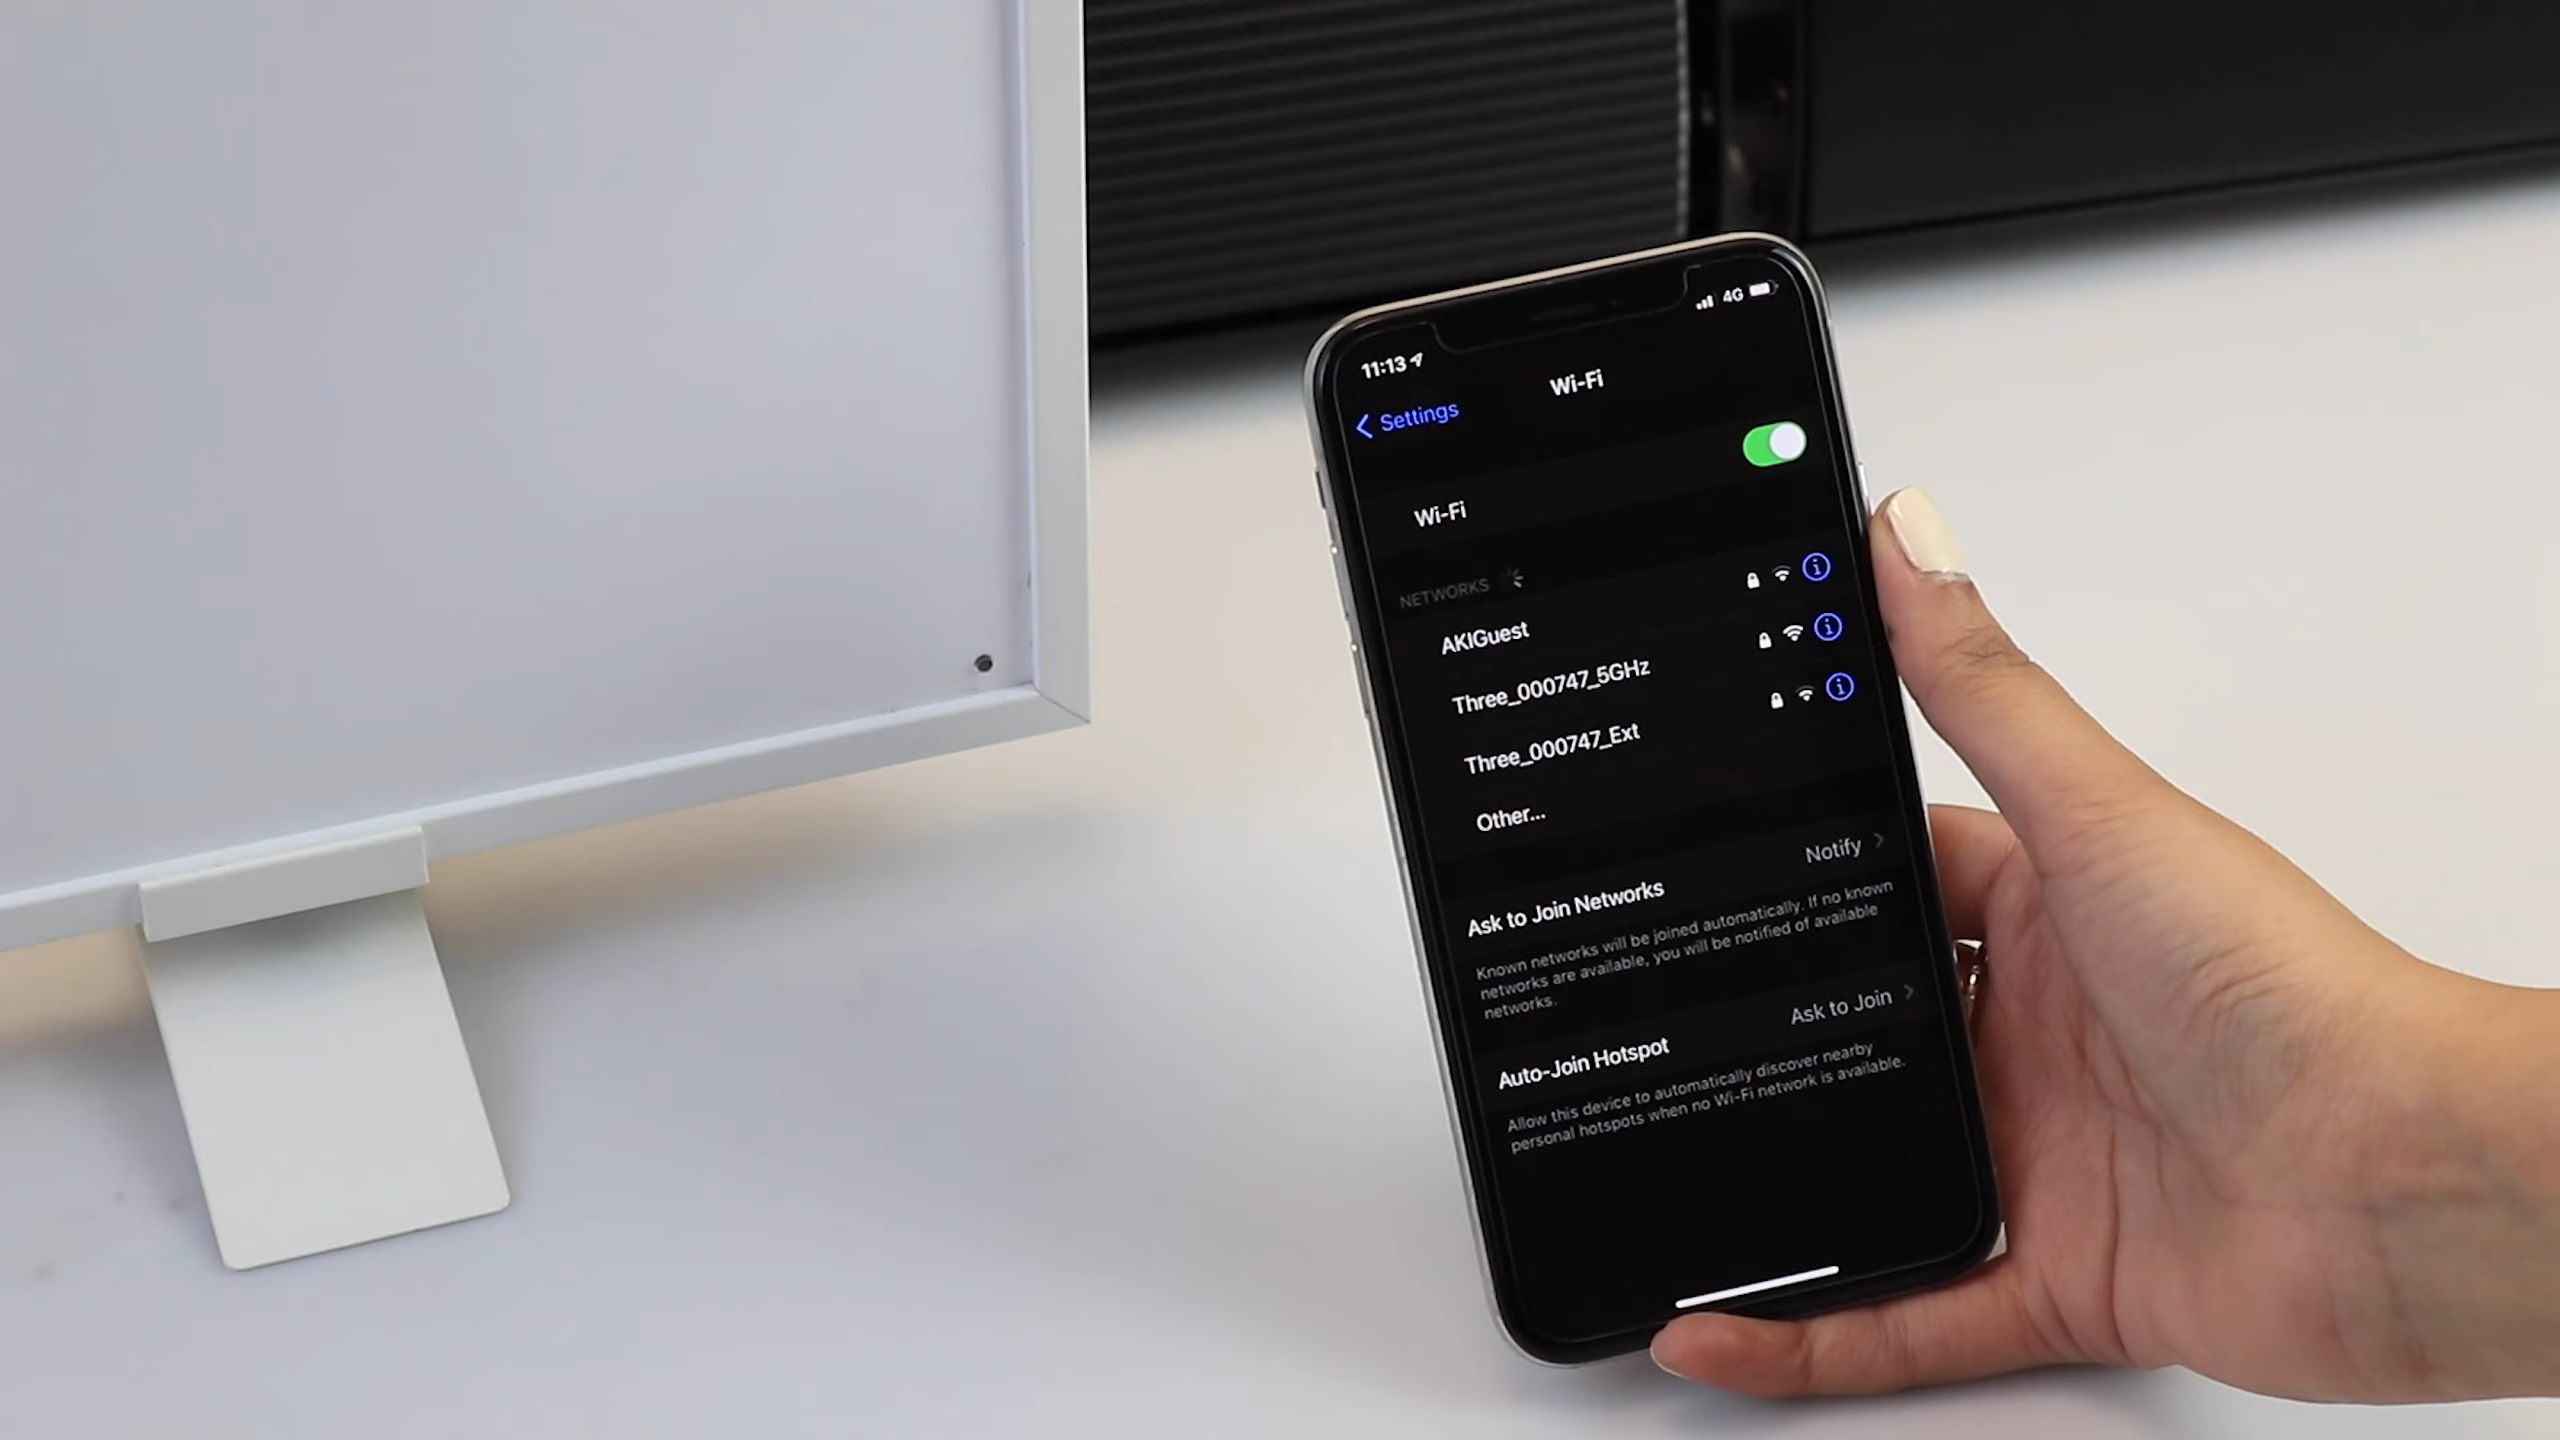 11:13
4G
Settings
Wi-Fi
Wi-Fi
NETWORKS
AKIGuest
Three_000747_5GHz
Three_000747_Ext
Other...
Ask to Join Networks
Notify
Known networks will be joined automatically. If no known
networks are available, you will be notified of available
networks.
Auto-Join Hotspot
Ask to Join
Allow this device to automatically discover nearby
personal hotspots when no Wi-Fi network is available.